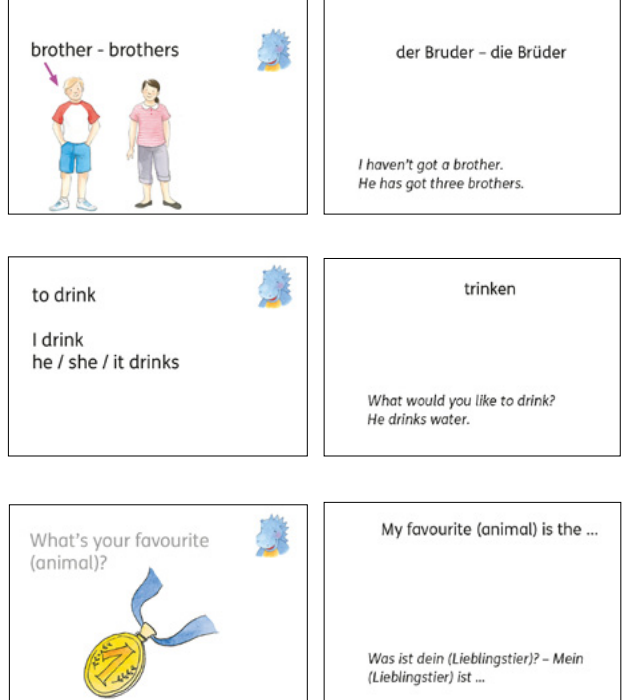 brother - brothers
der Bruder – die Brüder
I haven't got a brother.
He has got three brothers.
to drink
I drink
he / she / it drinks
trinken
What would you like to drink?
He drinks water.
What's your favourite
(animal)?
1
My favourite (animal) is the ...
Was ist dein (Lieblingstier)? – Mein
(Lieblingstier) ist ...